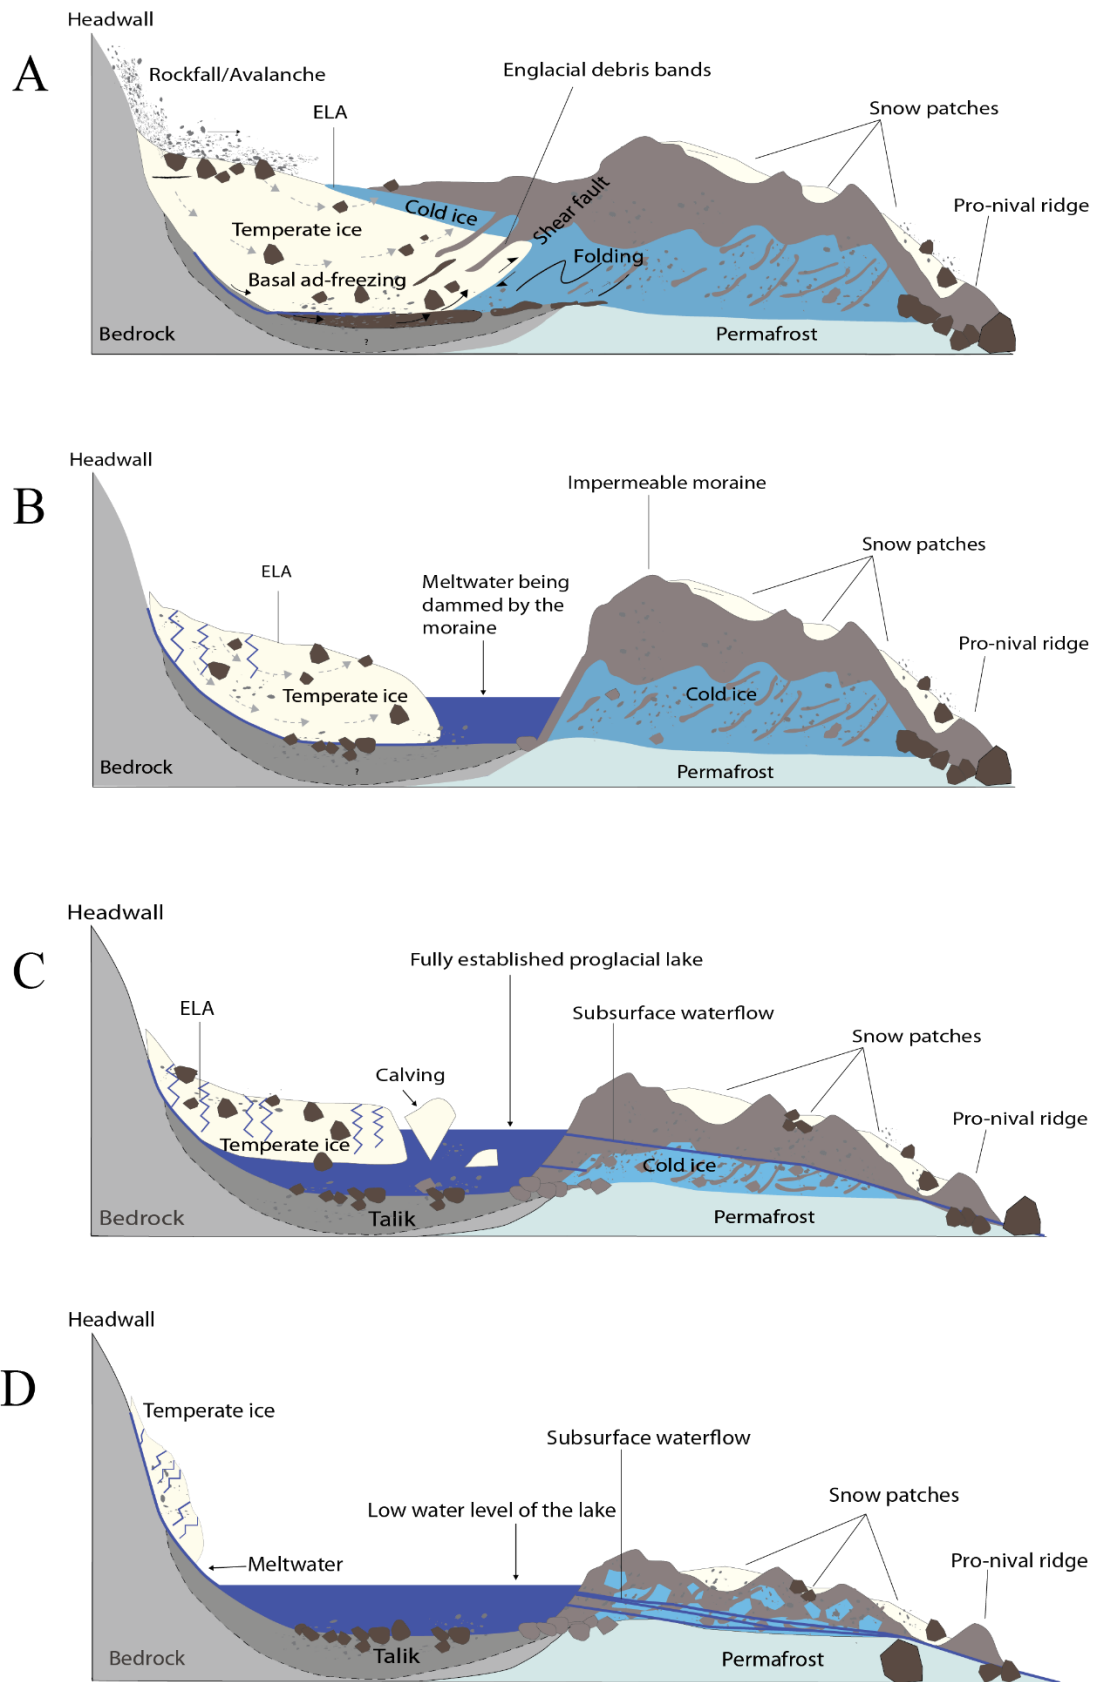 Headwall
A
Rockfall/Avalanche
Englacial debris bands
ELA
Snow patches
Cold ice
Shear fault
Pro-nival ridge
Temperate ice
Folding
Basal ad-freezing
Bedrock
?
Permafrost
Headwall
B
Impermeable moraine
Snow patches
ELA
Meltwater being
dammed by the
moraine
Pro-nival ridge
Temperate ice
Cold ice
Bedrock
?
Permafrost
Headwall
C
Fully established proglacial lake
ELA
Subsurface waterflow
Snow patches
Calving
Pro-nival ridge
Temperate ice
Cold ice
Bedrock
Talik
Permafrost
Headwall
D
Temperate ice
Subsurface waterflow
Snow patches
Low water level of the lake
Meltwater
Pro-nival ridge
Bedrock
Talik
Permafrost